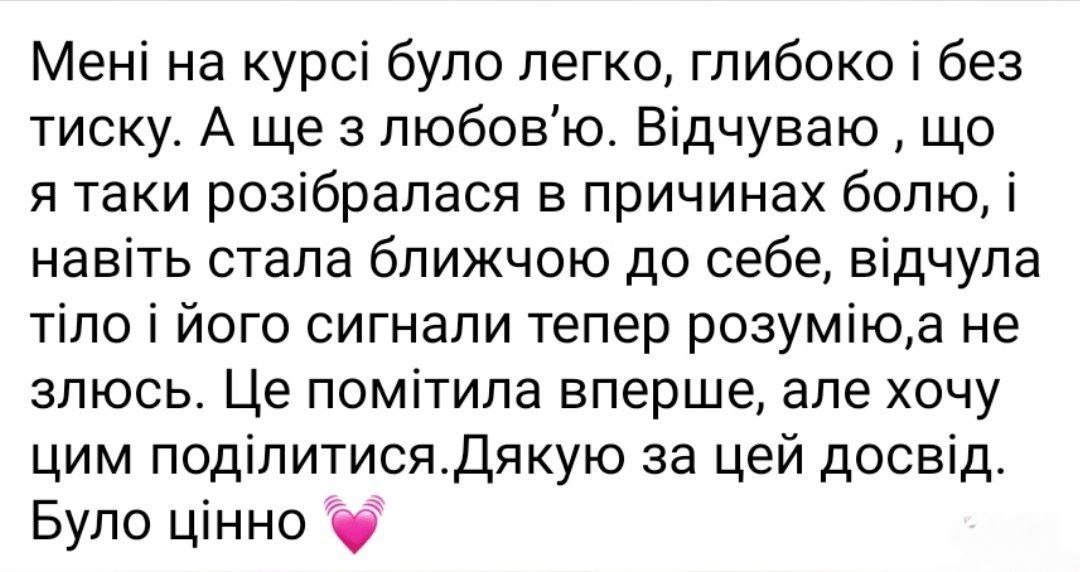 Мені на курсі було легко, глибоко і без
тиску. А ще з любов’ю. Відчуваю , що
я таки розібралася в причинах болю, і
навіть стала ближчою до себе, відчула
тіло і його сигнали тепер розумію,а не
злюсь. Це помітила вперше, але хочу
цим поділитися.Дякую за цей досвід.
Було цінно 💓